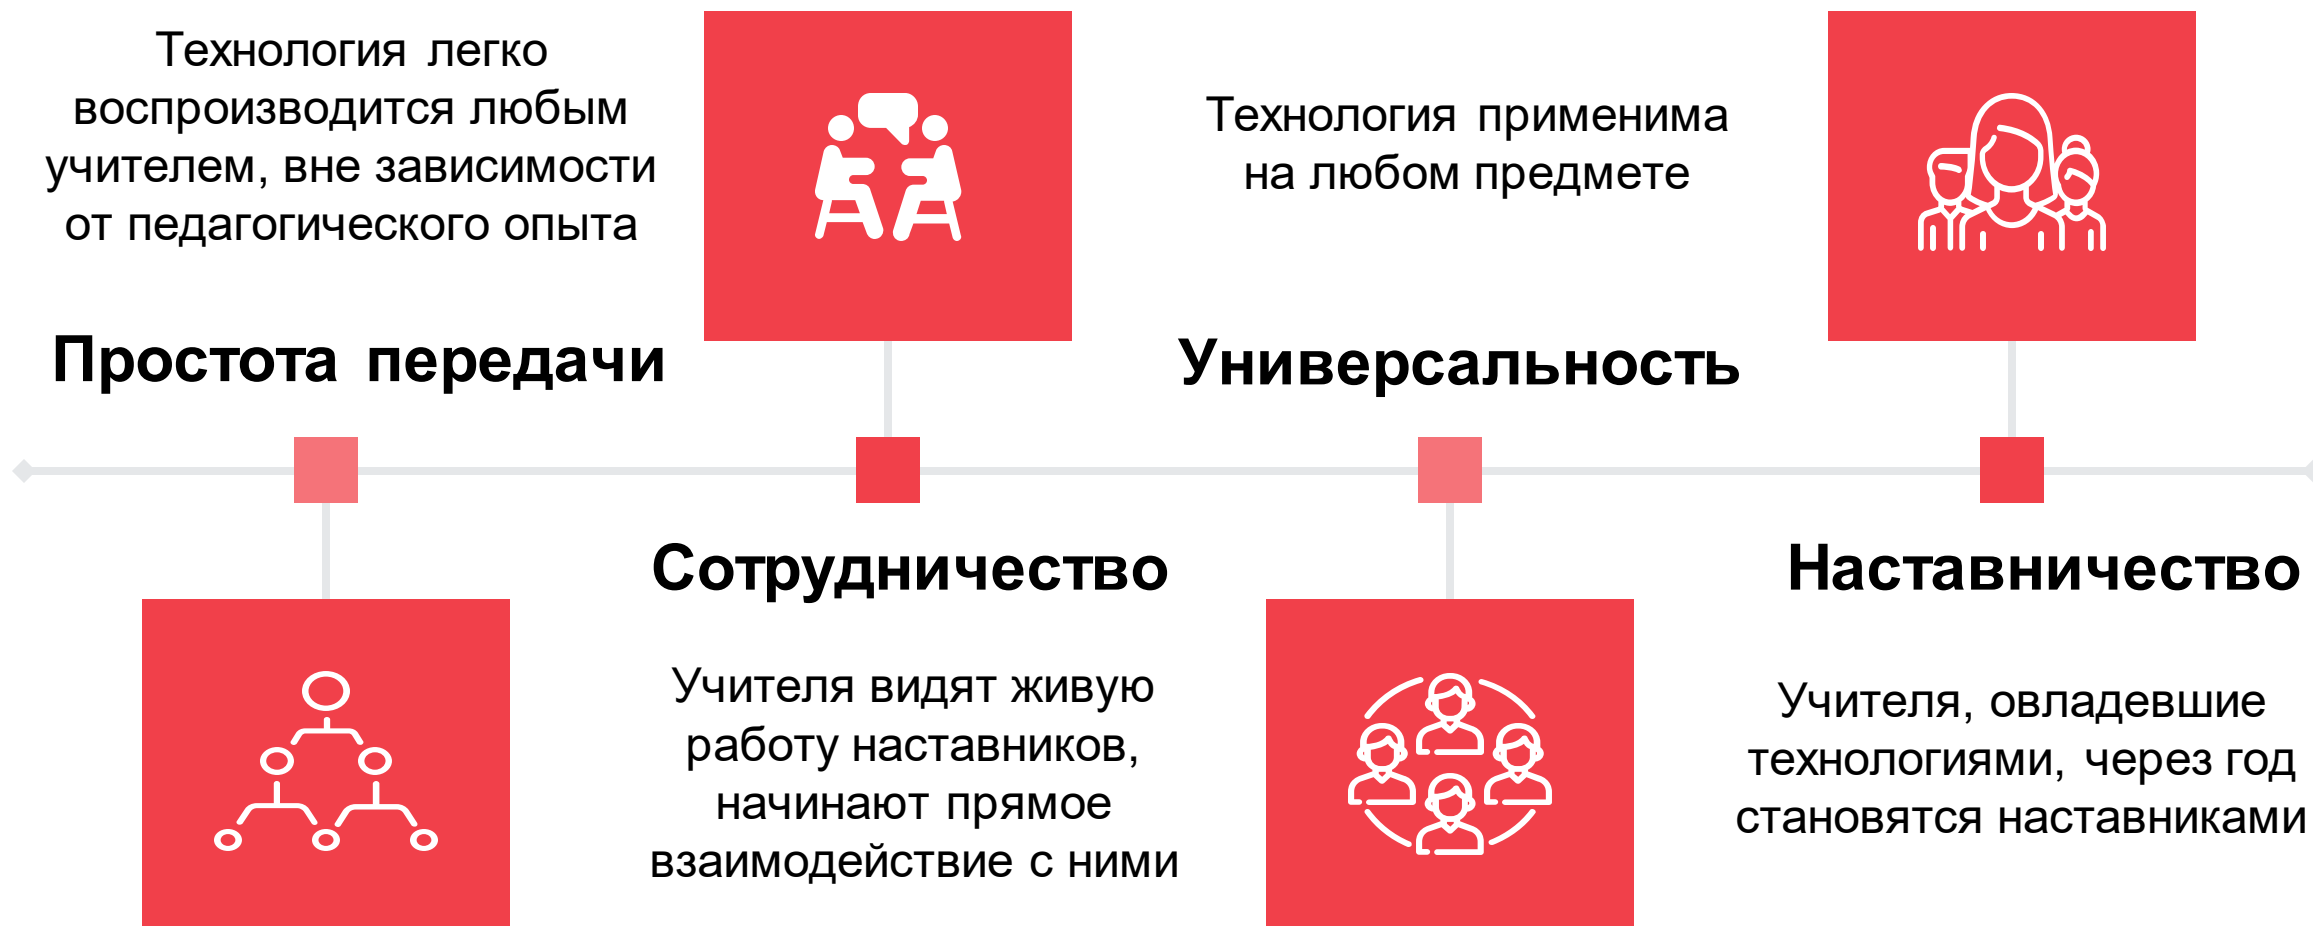 Технология легко
воспроизводится любым
учителем, вне зависимости
от педагогического опыта
Простота передачи
Сотрудничество
Учителя видят живую
работу наставников,
начинают прямое
взаимодействие с ними
Технология применима
на любом предмете
Универсальность
Наставничество
Учителя, овладевшие
технологиями, через год
становятся наставниками